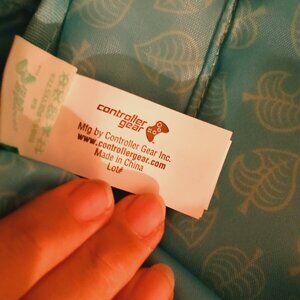 controller
gear
Mfg by Controller Gear Inc.
www.controllergear.com
Made in China
Lot#